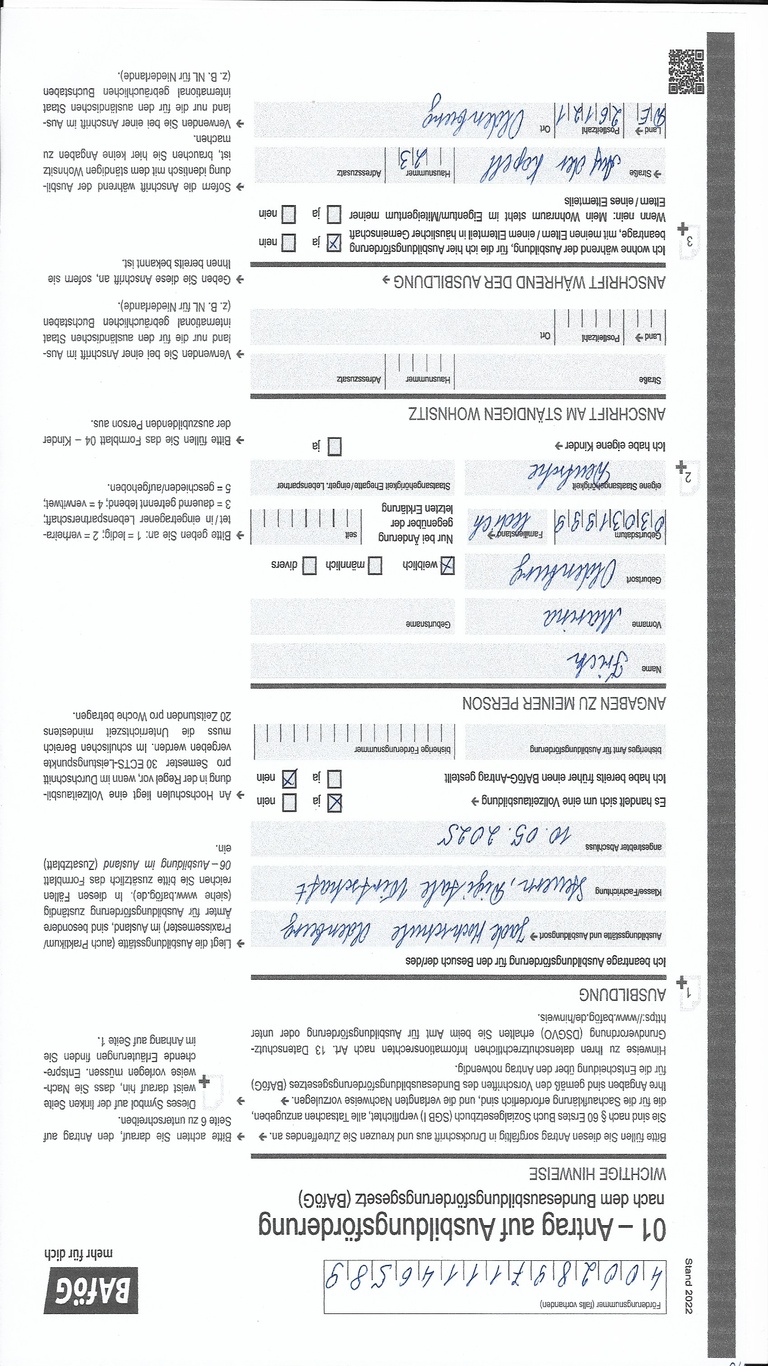 Stand 2022
Förderungsnummer (falls vorhanden)
400289711146589
BAföG
mehr für dich
01 – Antrag auf Ausbildungsförderung
nach dem Bundesausbildungsförderungsgesetz (BAföG)
WICHTIGE HINWEISE
Bitte füllen Sie diesen Antrag sorgfältig in Druckschrift aus und kreuzen Sie Zutreffendes an. →
Sie sind nach § 60 Erstes Buch Sozialgesetzbuch (SGB I) verpflichtet, alle Tatsachen anzugeben,
die für die Sachaufklärung erforderlich sind, und die verlangten Nachweise vorzulegen. →
Ihre Angaben sind gemäß den Vorschriften des Bundesausbildungsförderungsgesetzes (BAföG)
für die Entscheidung über den Antrag notwendig.
Hinweise zu Ihren datenschutzrechtlichen Informationsrechten nach Art. 13 Datenschutz-
Grundverordnung (DSGVO) erhalten Sie beim Amt für Ausbildungsförderung oder unter
https://www.bafög.de/hinweis.
→ Bitte achten Sie darauf, den Antrag auf
Seite 6 zu unterschreiben.
→ Dieses Symbol auf der linken Seite
weist darauf hin, dass Sie Nach-
weise vorlegen müssen. Entspre-
chende Erläuterungen finden Sie
im Anhang auf Seite 1.
1 AUSBILDUNG
Ich beantrage Ausbildungsförderung für den Besuch der/des
Ausbildungsstätte und Ausbildungsort → Jade Hochschule Oldenburg
Klasse/Fachrichtung Steuern, Digitale Wirtschaft
angestrebter Abschluss 10.05.2025
→ Liegt die Ausbildungsstätte (auch Praktikum/
Praxissemester) im Ausland, sind besondere
Ämter für Ausbildungsförderung zuständig
(siehe www.bafög.de). In diesen Fällen
reichen Sie bitte zusätzlich das Formblatt
06 – Ausbildung im Ausland (Zusatzblatt)
ein.
Es handelt sich um eine Vollzeitausbildung → ja nein
Ich habe bereits früher einen BAföG-Antrag gestellt ja nein
bisheriges Amt für Ausbildungsförderung bisherige Förderungsnummer
→ An Hochschulen liegt eine Vollzeitausbil-
dung in der Regel vor, wenn im Durchschnitt
pro Semester 30 ECTS-Leistungspunkte
vergeben werden. Im schulischen Bereich
muss die Unterrichtszeit mindestens
20 Zeitstunden pro Woche betragen.
ANGABEN ZU MEINER PERSON
Name Frich
Vorname Marina Geburtsname
Geburtsort Oldenburg weiblich männlich divers
Geburtsdatum 03031999 Familienstand → ledich
Nur bei Änderung
gegenüber der
letzten Erklärung
seit
→ Bitte geben Sie an: 1 = ledig; 2 = verheira-
tet / in eingetragener Lebenspartnerschaft;
3 = dauernd getrennt lebend; 4 = verwitwet;
5 = geschieden/aufgehoben.
2 eigene Staatsangehörigkeit Deutsche Staatsangehörigkeit Ehegatte/eingetr. Lebenspartner
Ich habe eigene Kinder → ja
→ Bitte füllen Sie das Formblatt 04 – Kinder
der auszubildenden Person aus.
ANSCHRIFT AM STÄNDIGEN WOHNSITZ
Straße Hausnummer Adresszusatz
Land → Postleitzahl Ort
→ Verwenden Sie bei einer Anschrift im Aus-
land nur die für den ausländischen Staat
international gebräuchlichen Buchstaben
(z. B. NL für Niederlande).
ANSCHRIFT WÄHREND DER AUSBILDUNG →
→ Geben Sie diese Anschrift an, sofern sie
Ihnen bereits bekannt ist.
3 Ich wohne während der Ausbildung, für die ich hier Ausbildungsförderung
beantrage, mit meinen Eltern / einem Elternteil in häuslicher Gemeinschaft ja nein
Wenn nein: Mein Wohnraum steht im Eigentum/Miteigentum meiner
Eltern / eines Elternteils ja nein
→ Straße Auf der Kopell Hausnummer 23 Adresszusatz
Land → DE Postleitzahl 26121 Ort Oldenburg
→ Sofern die Anschrift während der Ausbil-
dung identisch mit dem ständigen Wohnsitz
ist, brauchen Sie hier keine Angaben zu
machen.
→ Verwenden Sie bei einer Anschrift im Aus-
land nur die für den ausländischen Staat
international gebräuchlichen Buchstaben
(z. B. NL für Niederlande).